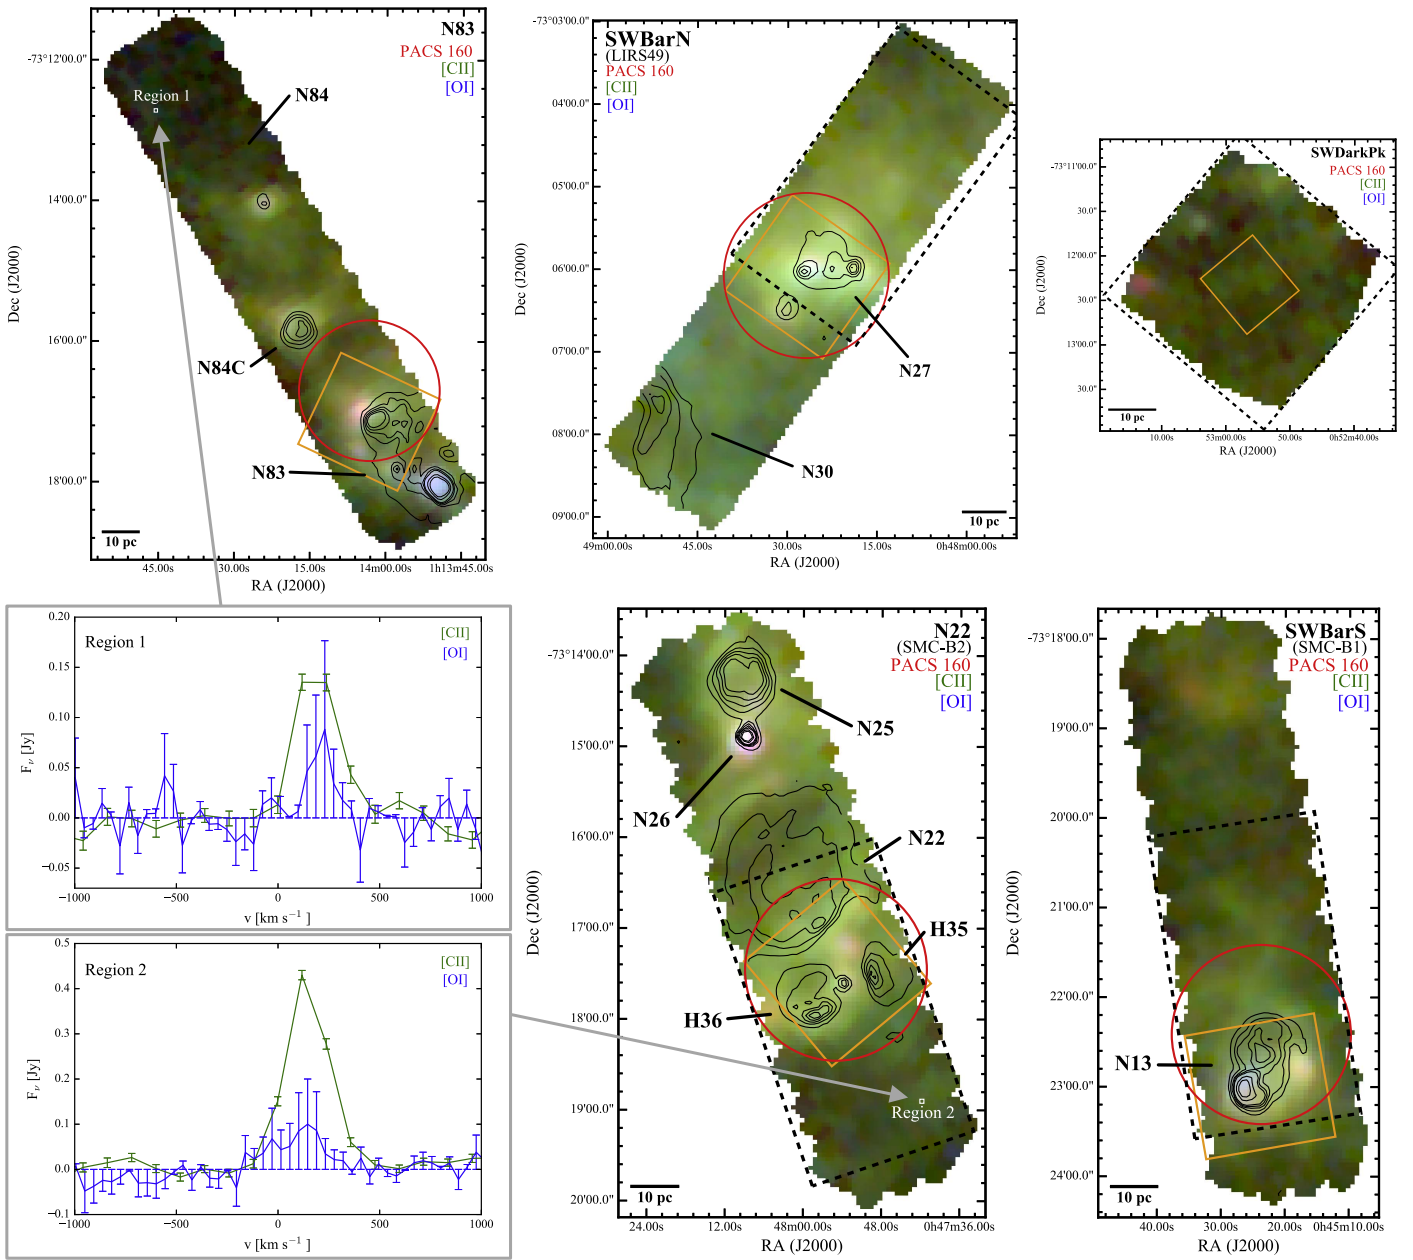 N83
PACS 160
[CII]
[OI]
Region 1
N84
N84C
N83
10 pc
-73°12'00.0"
14'00.0"
16'00.0"
18'00.0"
Dec (J2000)
45.00s
30.00s
15.00s
14m00.00s
1h13m45.00s
RA (J2000)
SWBarN
(LIRS49)
PACS 160
[CII]
[OI]
N27
N30
10 pc
-73°03'00.0"
04'00.0"
05'00.0"
06'00.0"
07'00.0"
08'00.0"
09'00.0"
Dec (J2000)
49m00.00s
45.00s
30.00s
15.00s
0h48m00.00s
RA (J2000)
SWDarkPk
PACS 160
[CII]
[OI]
10 pc
-73°11'00.0"
30.0"
12'00.0"
30.0"
13'00.0"
30.0"
Dec (J2000)
10.00s
53m00.00s
50.00s
0h52m40.00s
RA (J2000)
Region 1
[CII]
[OI]
0.20
0.15
0.10
0.05
0.00
−0.05
Fν [Jy]
−1000
−500
0
500
1000
v [km s⁻¹ ]
Region 2
[CII]
[OI]
0.5
0.4
0.3
0.2
0.1
0.0
−0.1
Fν [Jy]
−1000
−500
0
500
1000
v [km s⁻¹ ]
N22
(SMC-B2)
PACS 160
[CII]
[OI]
N25
N26
N22
H35
H36
Region 2
10 pc
-73°14'00.0"
15'00.0"
16'00.0"
17'00.0"
18'00.0"
19'00.0"
20'00.0"
Dec (J2000)
24.00s
12.00s
48m00.00s
48.00s
0h47m36.00s
RA (J2000)
SWBarS
(SMC-B1)
PACS 160
[CII]
[OI]
N13
10 pc
-73°18'00.0"
19'00.0"
20'00.0"
21'00.0"
22'00.0"
23'00.0"
24'00.0"
Dec (J2000)
40.00s
30.00s
20.00s
0h45m10.00s
RA (J2000)